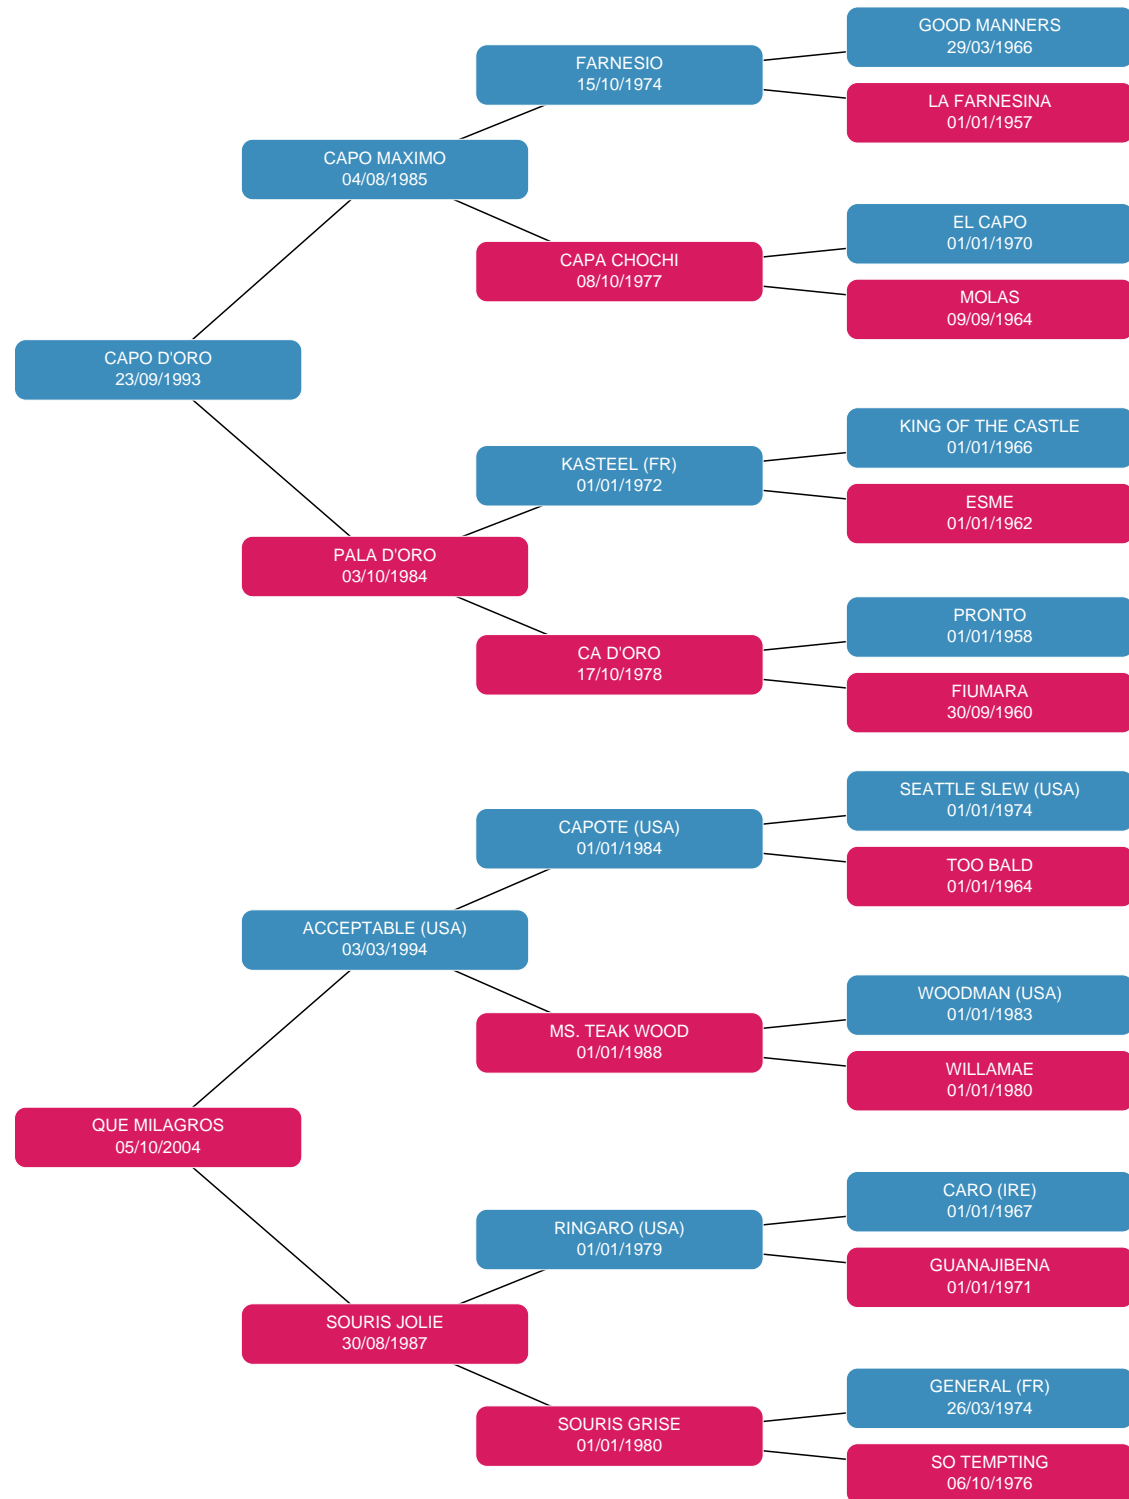 GOOD MANNERS
29/03/1966
FARNESIO
15/10/1974
LA FARNESINA
01/01/1957
CAPO MAXIMO
04/08/1985
EL CAPO
01/01/1970
CAPA CHOCHI
08/10/1977
MOLAS
09/09/1964
CAPO D'ORO
23/09/1993
KING OF THE CASTLE
01/01/1966
KASTEEL (FR)
01/01/1972
ESME
01/01/1962
PALA D'ORO
03/10/1984
PRONTO
01/01/1958
CA D'ORO
17/10/1978
FIUMARA
30/09/1960
SEATTLE SLEW (USA)
01/01/1974
CAPOTE (USA)
01/01/1984
TOO BALD
01/01/1964
ACCEPTABLE (USA)
03/03/1994
WOODMAN (USA)
01/01/1983
MS. TEAK WOOD
01/01/1988
WILLAMAE
01/01/1980
QUE MILAGROS
05/10/2004
CARO (IRE)
01/01/1967
RINGARO (USA)
01/01/1979
GUANAJIBENA
01/01/1971
SOURIS JOLIE
30/08/1987
GENERAL (FR)
26/03/1974
SOURIS GRISE
01/01/1980
SO TEMPTING
06/10/1976